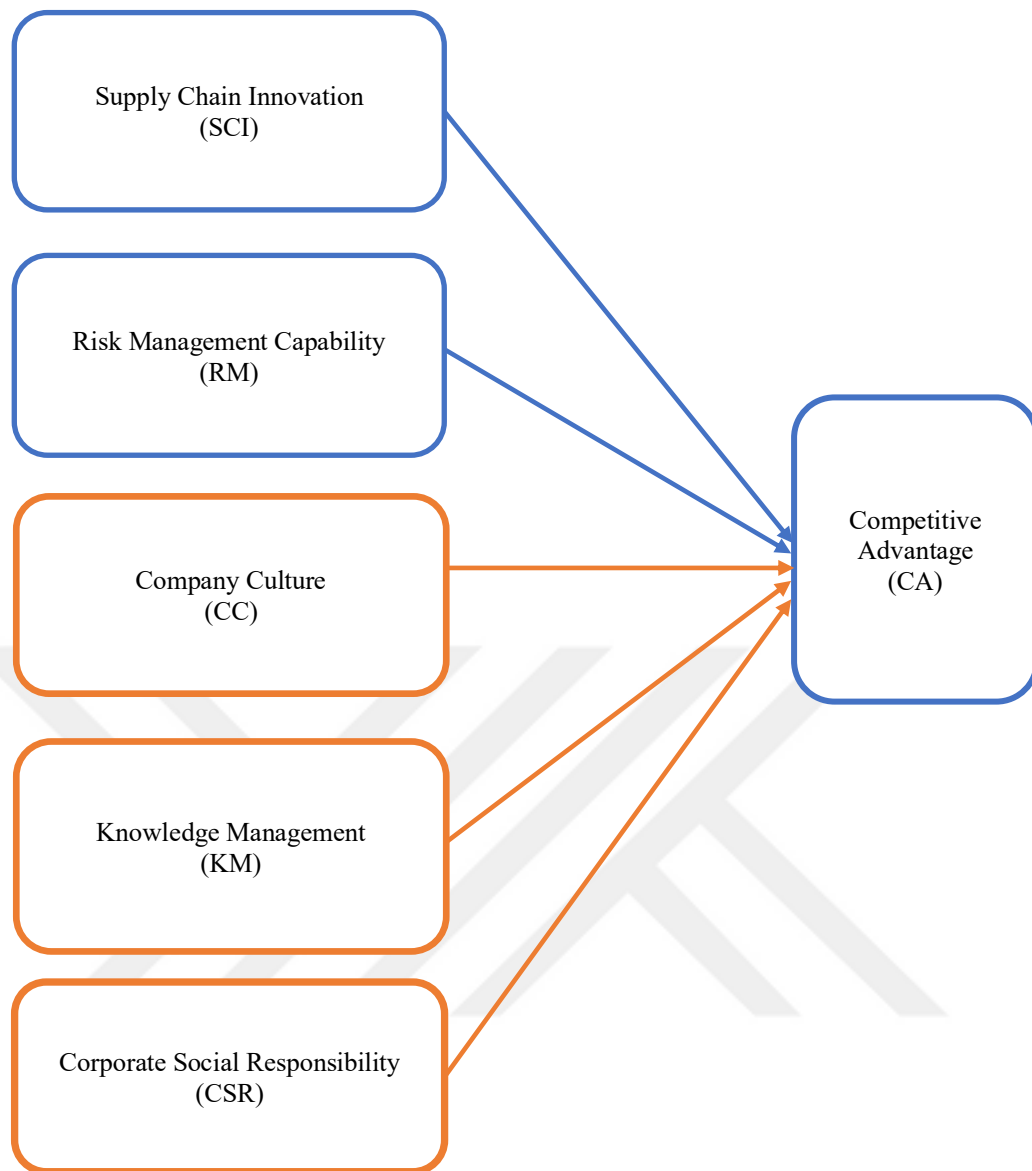 Supply Chain Innovation
(SCI)
Risk Management Capability
(RM)
Company Culture
(CC)
Knowledge Management
(KM)
Corporate Social Responsibility
(CSR)
Competitive
Advantage
(CA)